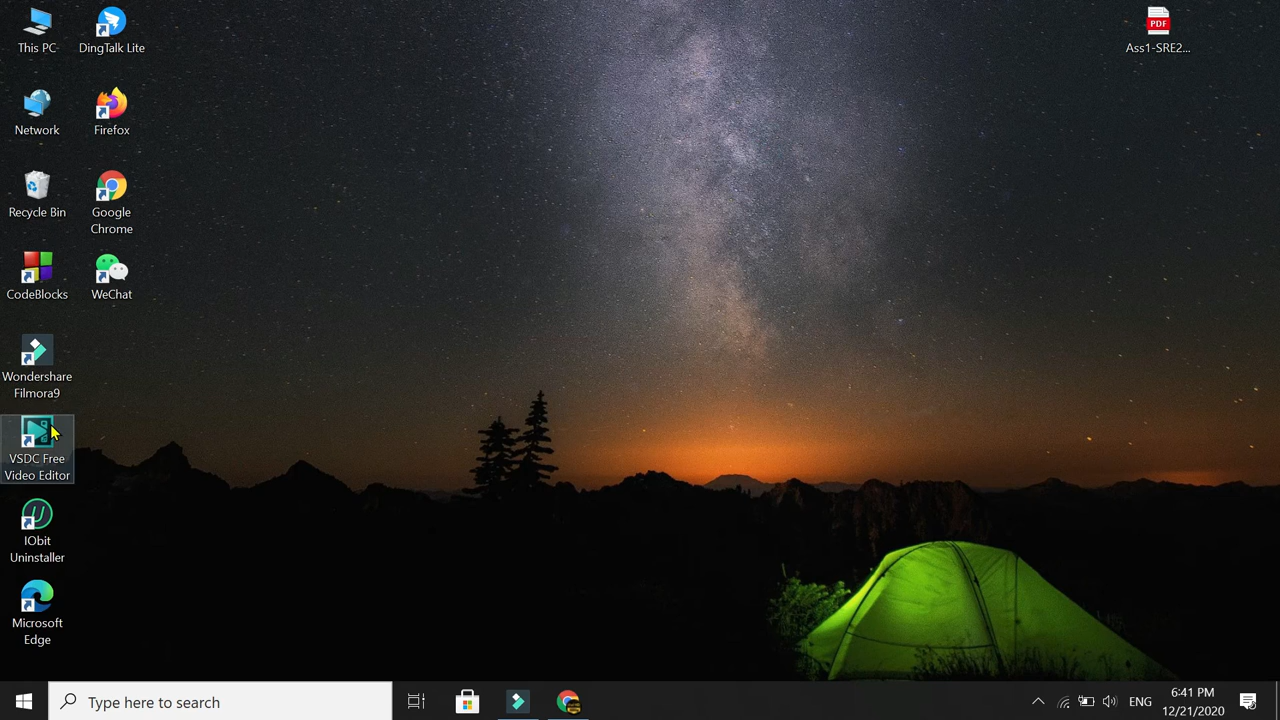 This PC
DingTalk Lite
Network
Firefox
Recycle Bin
Google
Chrome
CodeBlocks
WeChat
Wondershare
Filmora9
VSDC Free
Video Editor
IObit
Uninstaller
Microsoft
Edge
PDF
Ass1-SRE2...
Type here to search
ENG
6:41 PM
12/21/2020